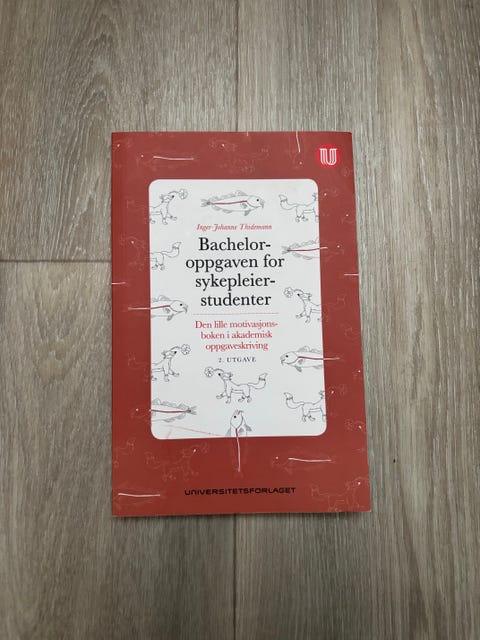 Inger-Johanne Thidemann
Bachelor-
oppgaven for
sykepleier-
studenter
Den lille motivasjons-
boken i akademisk
oppgaveskriving
2. UTGAVE
UNIVERSITETSFORLAGET